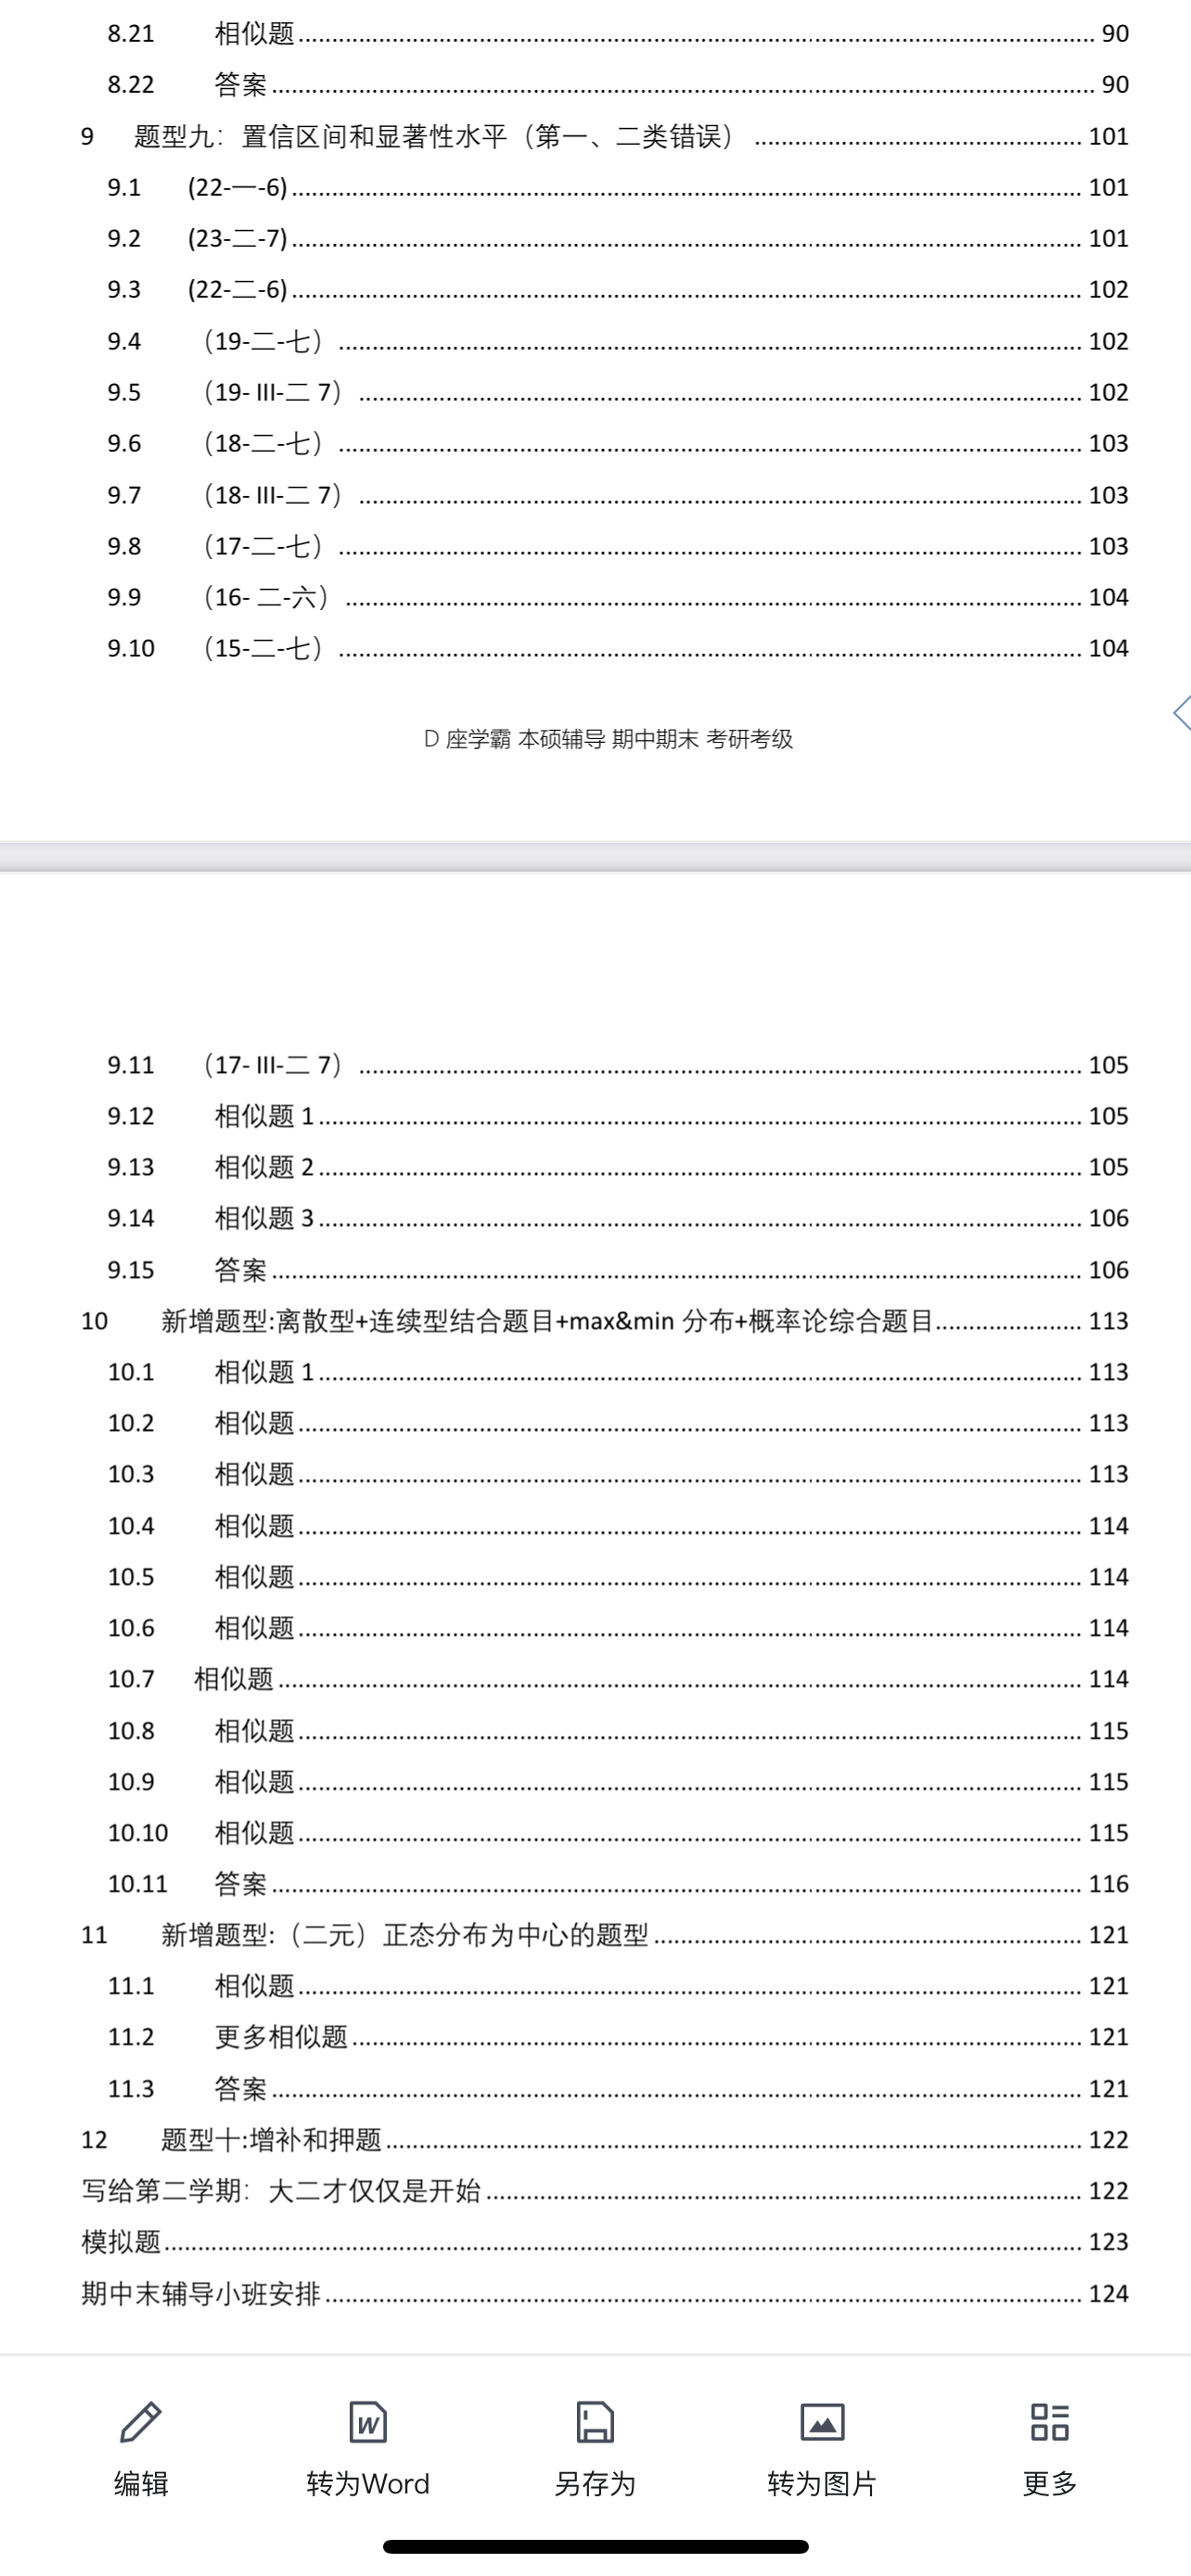 8.21 相似题 90
8.22 答案 90
9 题型九：置信区间和显著性水平（第一、二类错误） 101
9.1 (22-一-6) 101
9.2 (23-二-7) 101
9.3 (22-二-6) 102
9.4 （19-二-七） 102
9.5 （19- III-二 7） 102
9.6 （18-二-七） 103
9.7 （18- III-二 7） 103
9.8 （17-二-七） 103
9.9 （16- 二-六） 104
9.10 （15-二-七） 104
D 座学霸 本硕辅导 期中期末 考研考级
9.11 （17- III-二 7） 105
9.12 相似题 1 105
9.13 相似题 2 105
9.14 相似题 3 106
9.15 答案 106
10 新增题型:离散型+连续型结合题目+max&min 分布+概率论综合题目 113
10.1 相似题 1 113
10.2 相似题 113
10.3 相似题 113
10.4 相似题 114
10.5 相似题 114
10.6 相似题 114
10.7 相似题 114
10.8 相似题 115
10.9 相似题 115
10.10 相似题 115
10.11 答案 116
11 新增题型:（二元）正态分布为中心的题型 121
11.1 相似题 121
11.2 更多相似题 121
11.3 答案 121
12 题型十:增补和押题 122
写给第二学期：大二才仅仅是开始 122
模拟题 123
期中末辅导小班安排 124
编辑 转为Word 另存为 转为图片 更多